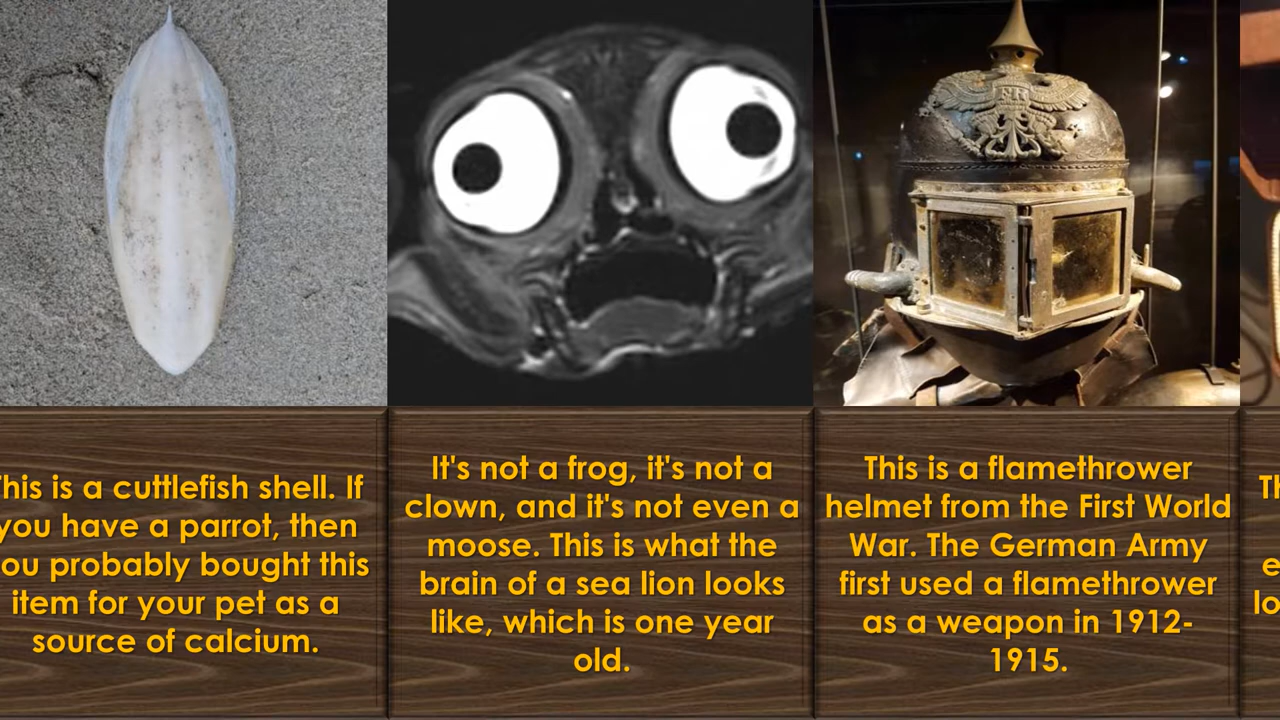 his is a cuttlefish shell. If
you have a parrot, then
ou probably bought this
item for your pet as a
source of calcium.
It's not a frog, it's not a
clown, and it's not even a
moose. This is what the
brain of a sea lion looks
like, which is one year
old.
This is a flamethrower
helmet from the First World
War. The German Army
first used a flamethrower
as a weapon in 1912-
1915.
Th
e
lo